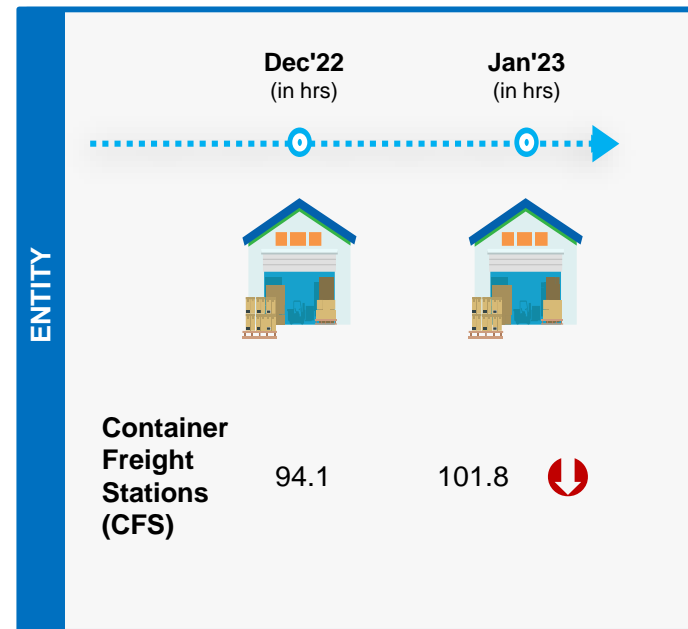 ENTITY
Dec'22
(in hrs)
Jan'23
(in hrs)
Container
Freight
Stations
(CFS)
94.1
101.8